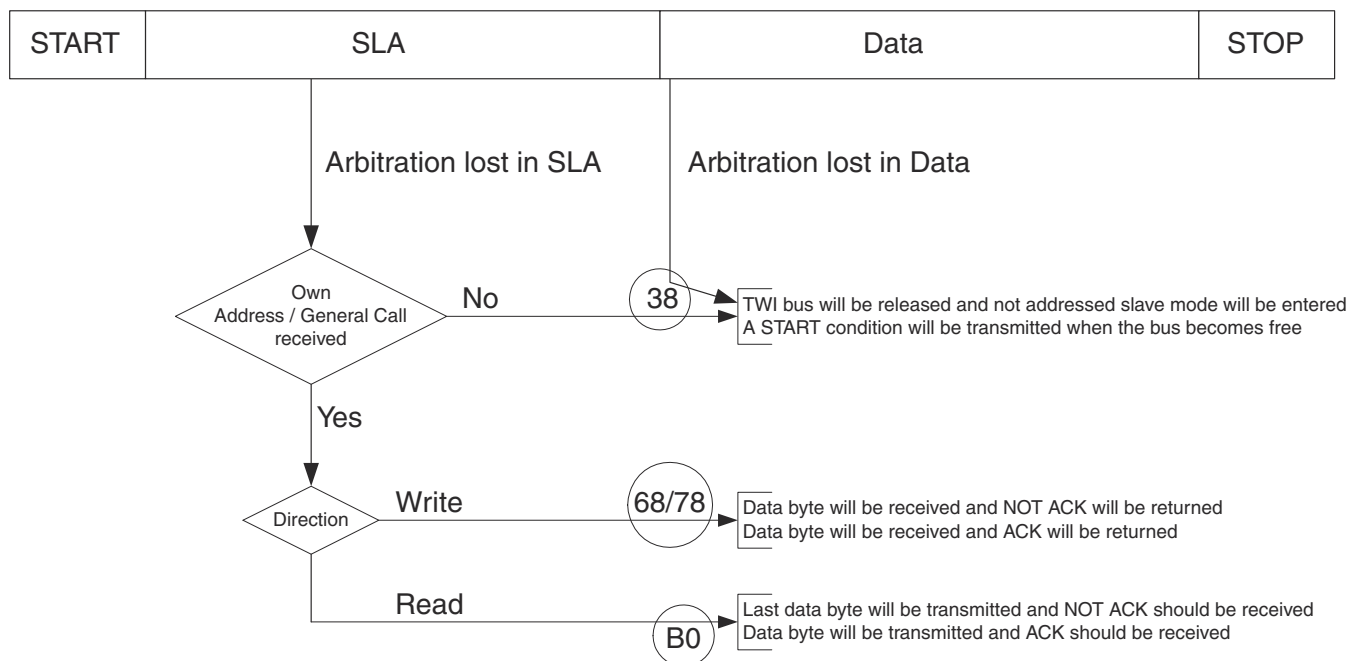 START
SLA
Data
STOP
Arbitration lost in SLA
Arbitration lost in Data
Own
Address / General Call
received
No
38
TWI bus will be released and not addressed slave mode will be entered
A START condition will be transmitted when the bus becomes free
Yes
Direction
Write
68/78
Data byte will be received and NOT ACK will be returned
Data byte will be received and ACK will be returned
Read
B0
Last data byte will be transmitted and NOT ACK should be received
Data byte will be transmitted and ACK should be received